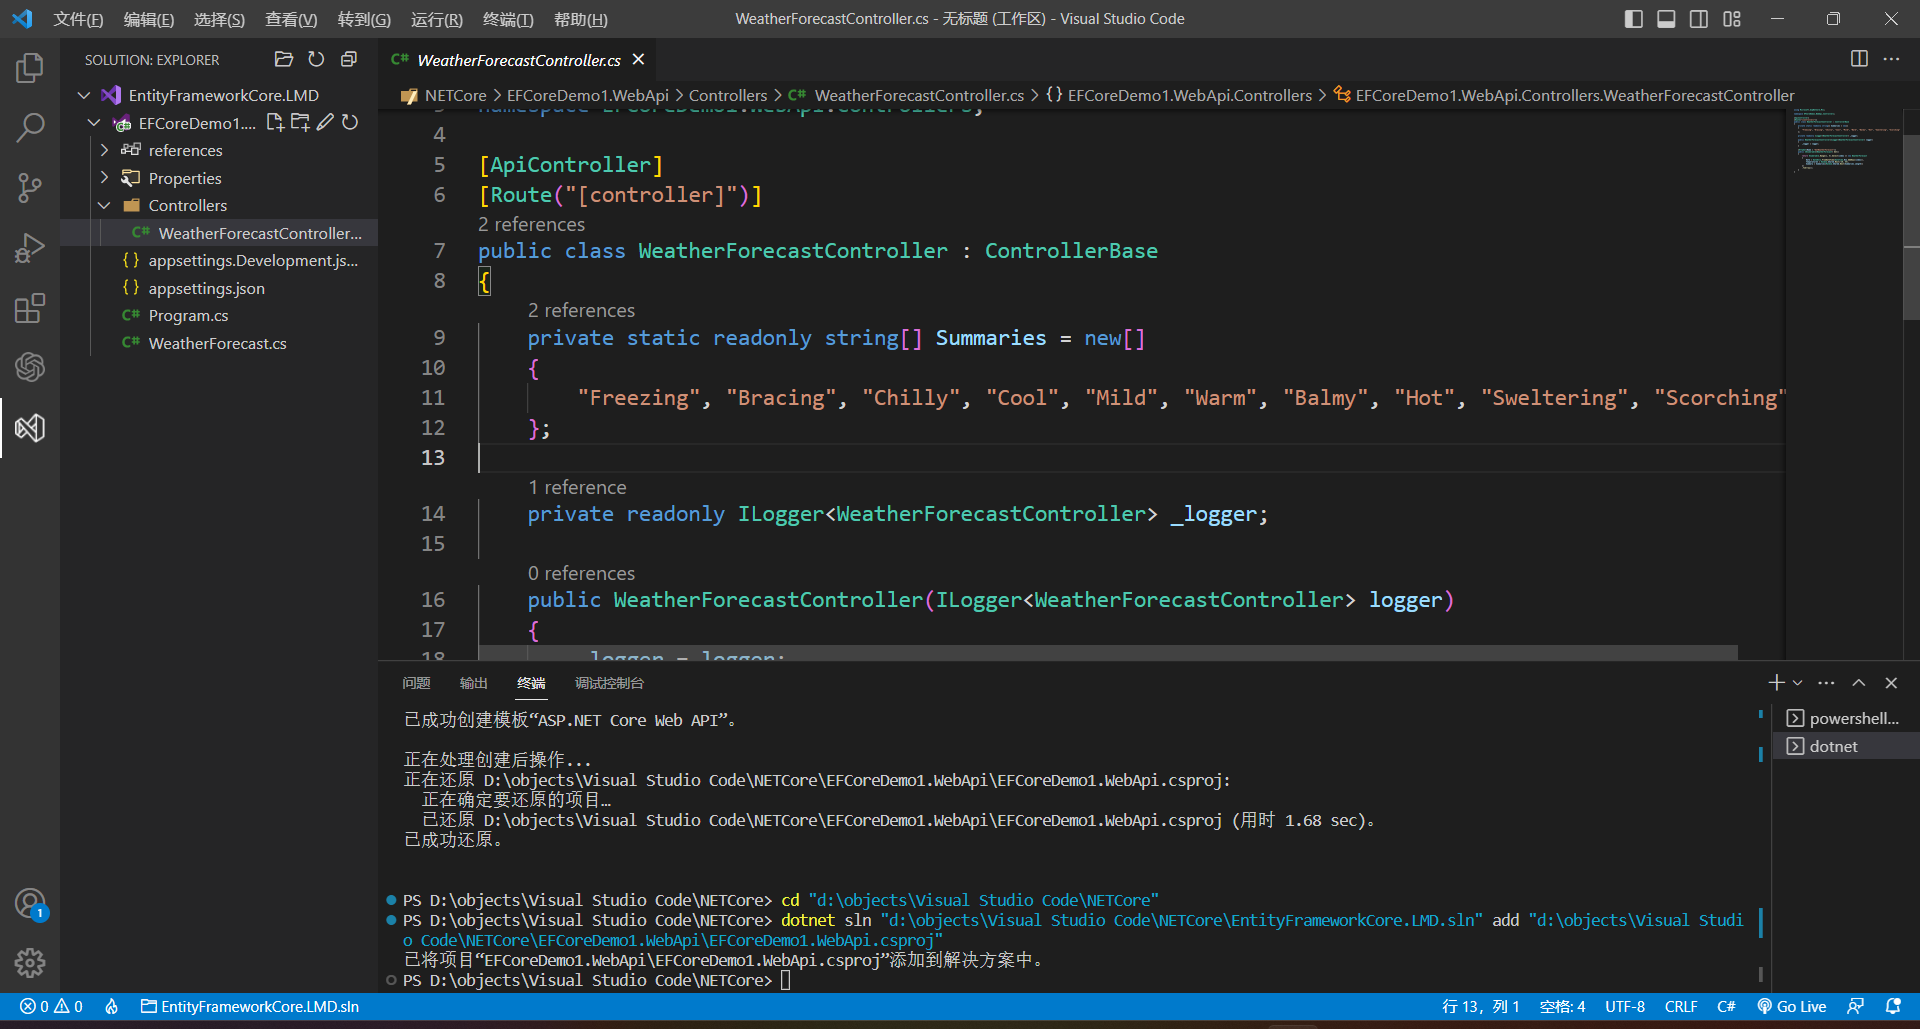 文件(F) 编辑(E) 选择(S) 查看(V) 转到(G) 运行(R) 终端(T) 帮助(H) WeatherForecastController.cs - 无标题 (工作区) - Visual Studio Code
SOLUTION: EXPLORER
EntityFrameworkCore.LMD
EFCoreDemo1....
references
Properties
Controllers
C# WeatherForecastController...
{} appsettings.Development.js...
{} appsettings.json
C# Program.cs
C# WeatherForecast.cs
C# WeatherForecastController.cs
NETCore > EFCoreDemo1.WebApi > Controllers > C# WeatherForecastController.cs > {} EFCoreDemo1.WebApi.Controllers > EFCoreDemo1.WebApi.Controllers.WeatherForecastController
3 namespace EFCoreDemo1.WebApi.Controllers;
4
5 [ApiController]
6 [Route("[controller]")]
2 references
7 public class WeatherForecastController : ControllerBase
8 {
2 references
9 private static readonly string[] Summaries = new[]
10 {
11 "Freezing", "Bracing", "Chilly", "Cool", "Mild", "Warm", "Balmy", "Hot", "Sweltering", "Scorching"
12 };
13
1 reference
14 private readonly ILogger<WeatherForecastController> _logger;
15
0 references
16 public WeatherForecastController(ILogger<WeatherForecastController> logger)
17 {
18 _logger = logger;
问题 输出 终端 调试控制台
已成功创建模板“ASP.NET Core Web API”。
正在处理创建后操作...
正在还原 D:\objects\Visual Studio Code\NETCore\EFCoreDemo1.WebApi\EFCoreDemo1.WebApi.csproj:
正在确定要还原的项目…
已还原 D:\objects\Visual Studio Code\NETCore\EFCoreDemo1.WebApi\EFCoreDemo1.WebApi.csproj (用时 1.68 sec)。
已成功还原。
PS D:\objects\Visual Studio Code\NETCore> cd "d:\objects\Visual Studio Code\NETCore"
PS D:\objects\Visual Studio Code\NETCore> dotnet sln "d:\objects\Visual Studio Code\NETCore\EntityFrameworkCore.LMD.sln" add "d:\objects\Visual Studi
o Code\NETCore\EFCoreDemo1.WebApi\EFCoreDemo1.WebApi.csproj"
已将项目“EFCoreDemo1.WebApi\EFCoreDemo1.WebApi.csproj”添加到解决方案中。
PS D:\objects\Visual Studio Code\NETCore>
powershell...
dotnet
1
0 0 EntityFrameworkCore.LMD.sln 行 13，列 1 空格: 4 UTF-8 CRLF C# Go Live